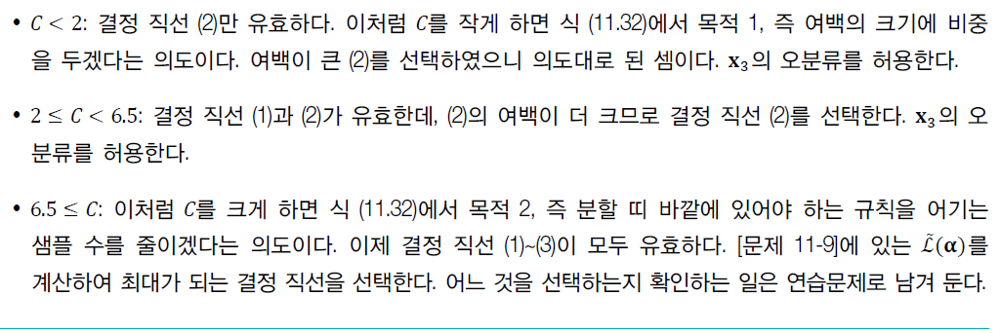 • C < 2: 결정 직선 (2)만 유효하다. 이처럼 C를 작게 하면 식 (11.32)에서 목적 1, 즉 여백의 크기에 비중
을 두겠다는 의도이다. 여백이 큰 (2)를 선택하였으니 의도대로 된 셈이다. x₃의 오분류를 허용한다.
• 2 ≤ C < 6.5: 결정 직선 (1)과 (2)가 유효한데, (2)의 여백이 더 크므로 결정 직선 (2)를 선택한다. x₃의 오
분류를 허용한다.
• 6.5 ≤ C: 이처럼 C를 크게 하면 식 (11.32)에서 목적 2, 즉 분할 띠 바깥에 있어야 하는 규칙을 어기는
샘플 수를 줄이겠다는 의도이다. 이제 결정 직선 (1)~(3)이 모두 유효하다. [문제 11-9]에 있는 ℒ̃(α)를
계산하여 최대가 되는 결정 직선을 선택한다. 어느 것을 선택하는지 확인하는 일은 연습문제로 남겨 둔다.